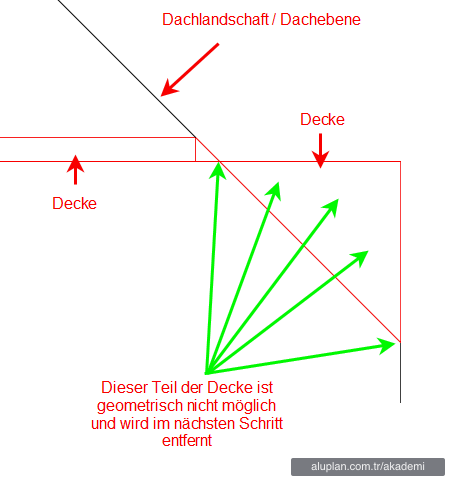 Dachlandschaft / Dachebene
Decke
Decke
Dieser Teil der Decke ist
geometrisch nicht möglich
und wird im nächsten Schritt
entfernt
aluplan.com.tr/akademi